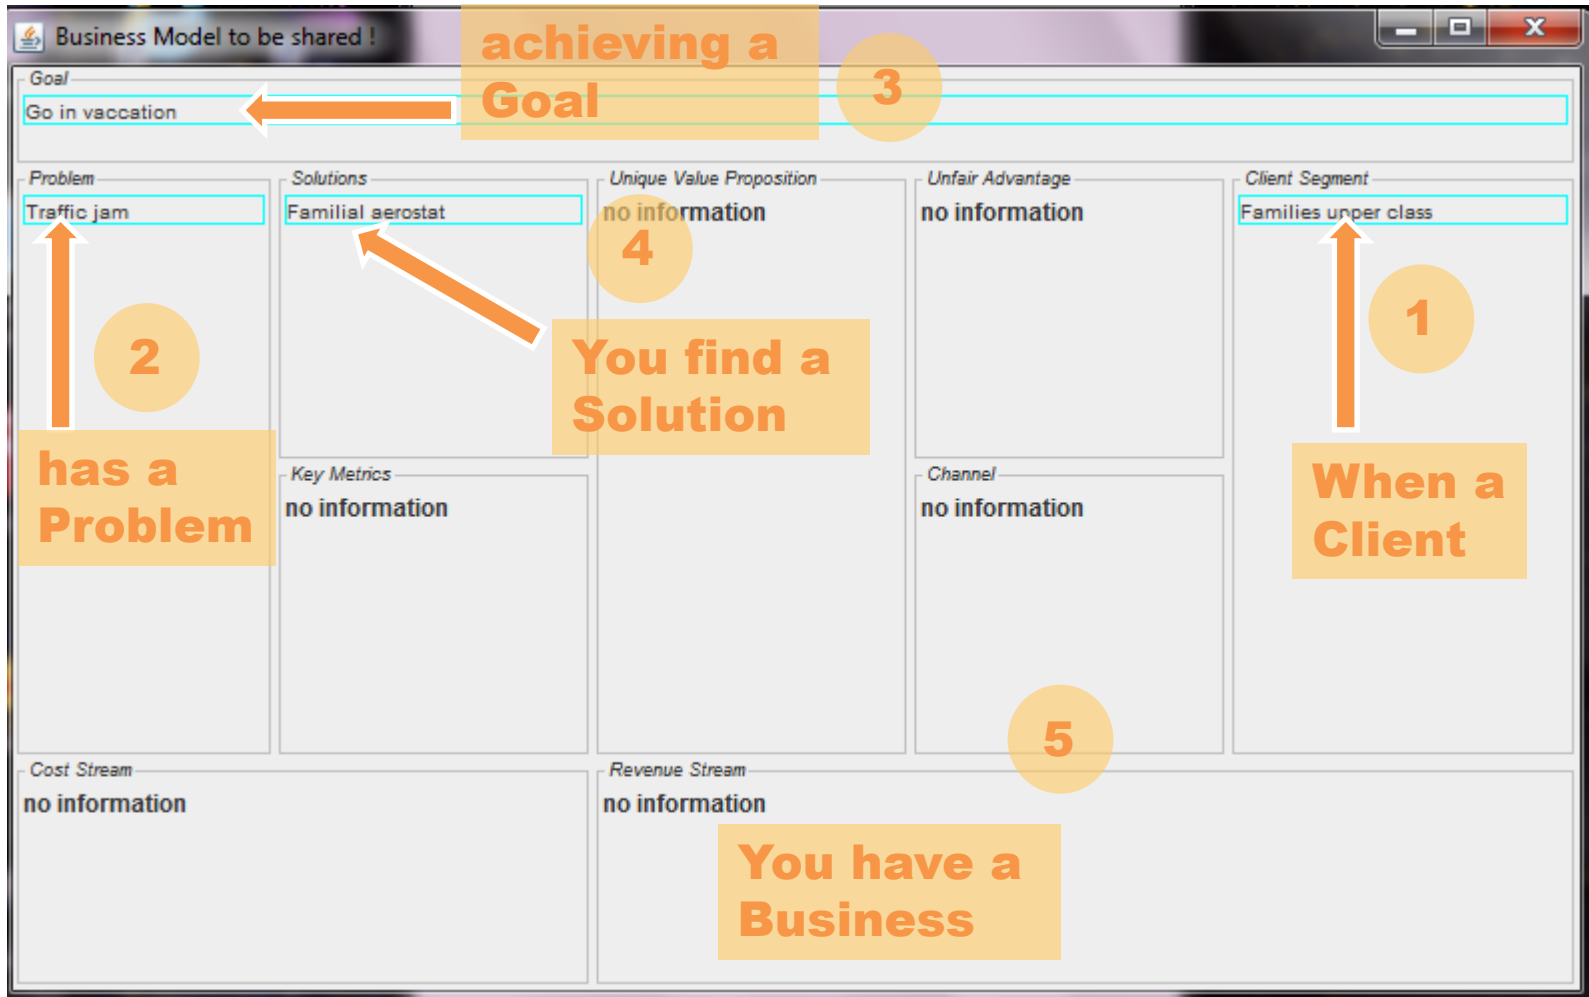 Business Model to be shared !
achieving a
Goal
3
Goal
Go in vaccation
Problem
Traffic jam
Solutions
Familial aerostat
Unique Value Proposition
no information
Unfair Advantage
no information
Client Segment
Families upper class
4
1
2
You find a
Solution
has a
Problem
Key Metrics
no information
Channel
no information
When a
Client
5
Cost Stream
no information
Revenue Stream
no information
You have a
Business